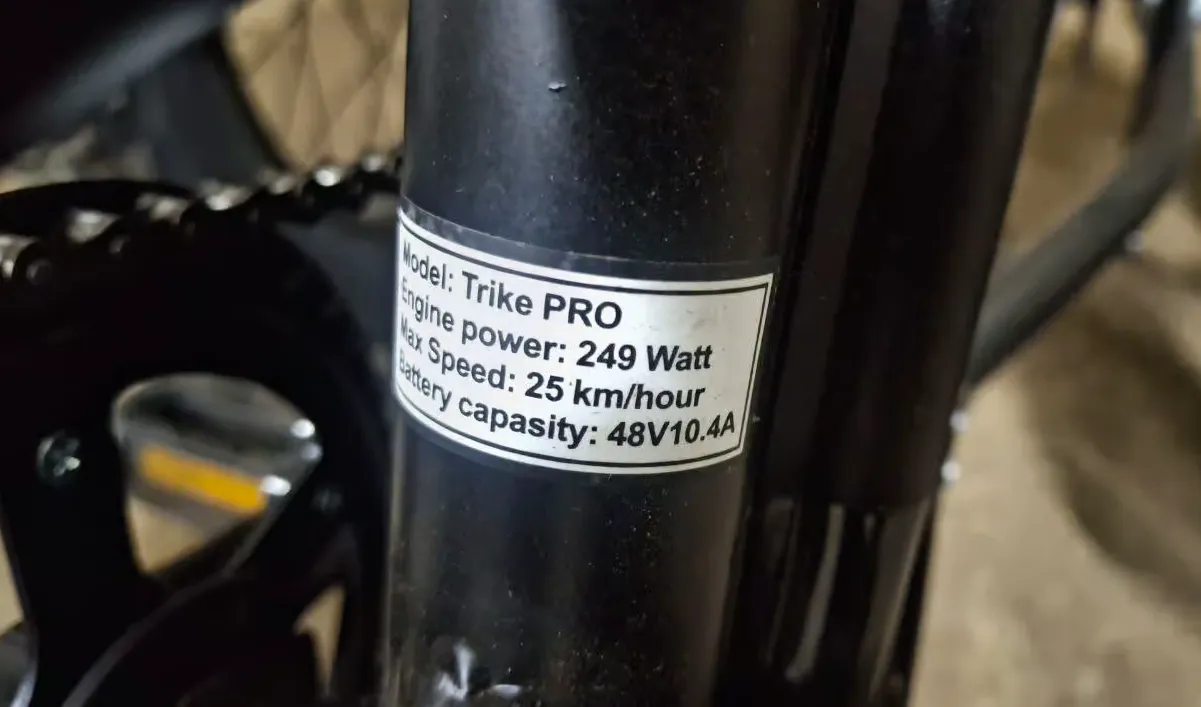 Model: Trike PRO
Engine power: 249 Watt
Max Speed: 25 km/hour
Battery capasity: 48V10.4A